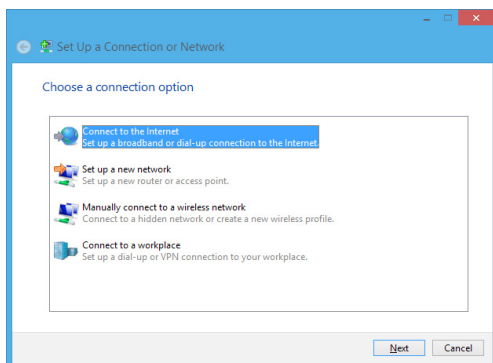 Set Up a Connection or Network
Choose a connection option
Connect to the Internet
Set up a broadband or dial-up connection to the Internet.
Set up a new network
Set up a new router or access point.
Manually connect to a wireless network
Connect to a hidden network or create a new wireless profile.
Connect to a workplace
Set up a dial-up or VPN connection to your workplace.
Next Cancel